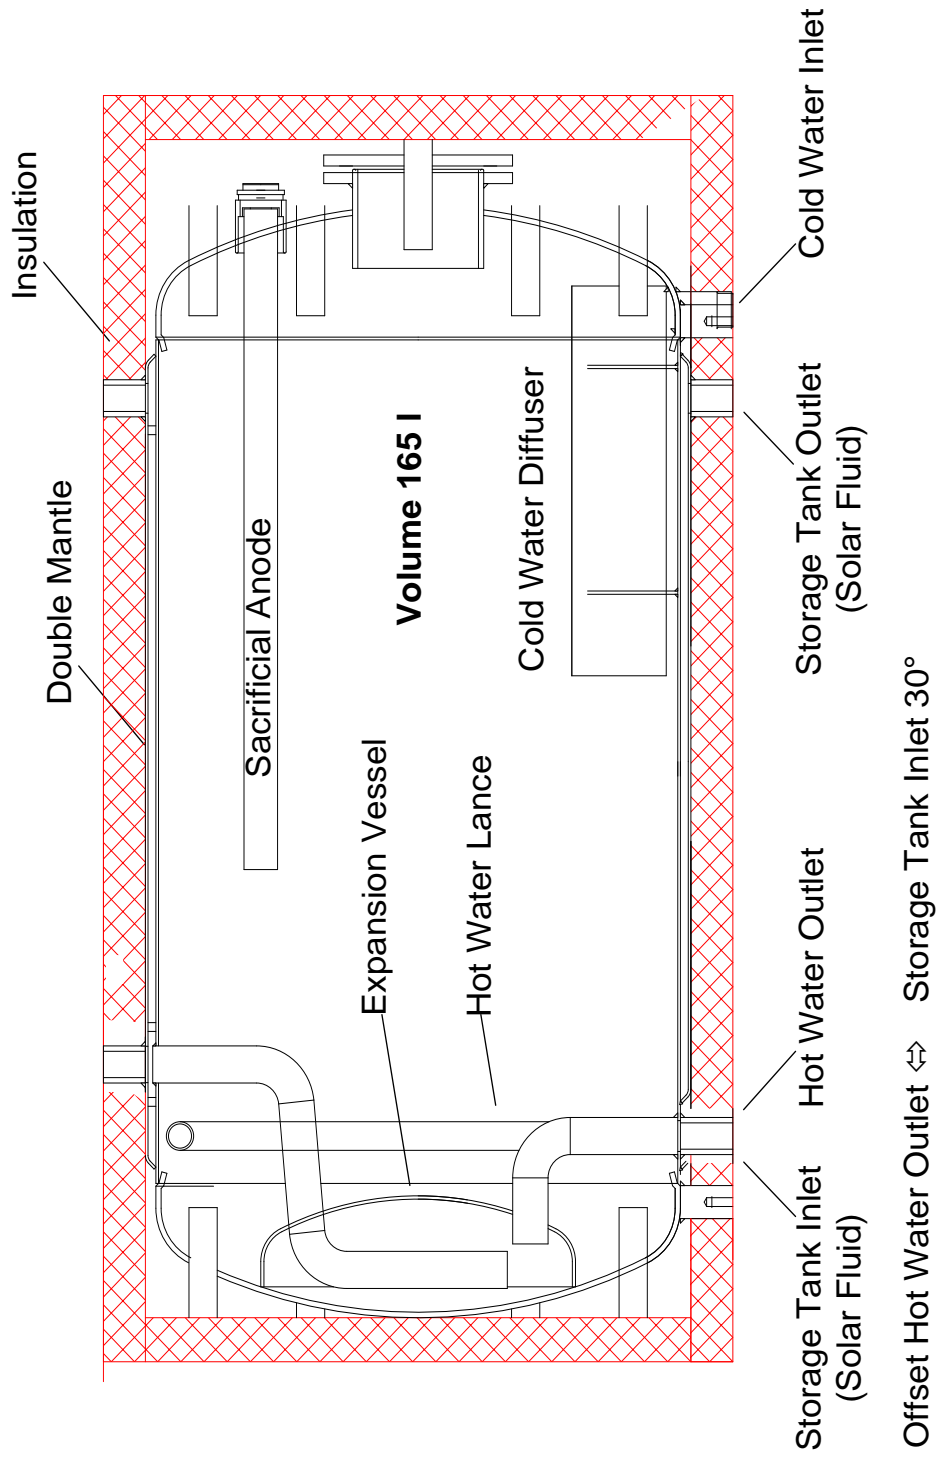 Insulation
Double Mantle
Sacrificial Anode
Expansion Vessel
Volume 165 l
Hot Water Lance
Cold Water Diffuser
Storage Tank Inlet
(Solar Fluid)
Hot Water Outlet
Storage Tank Outlet
(Solar Fluid)
Cold Water Inlet
Offset Hot Water Outlet ⇔ Storage Tank Inlet 30°